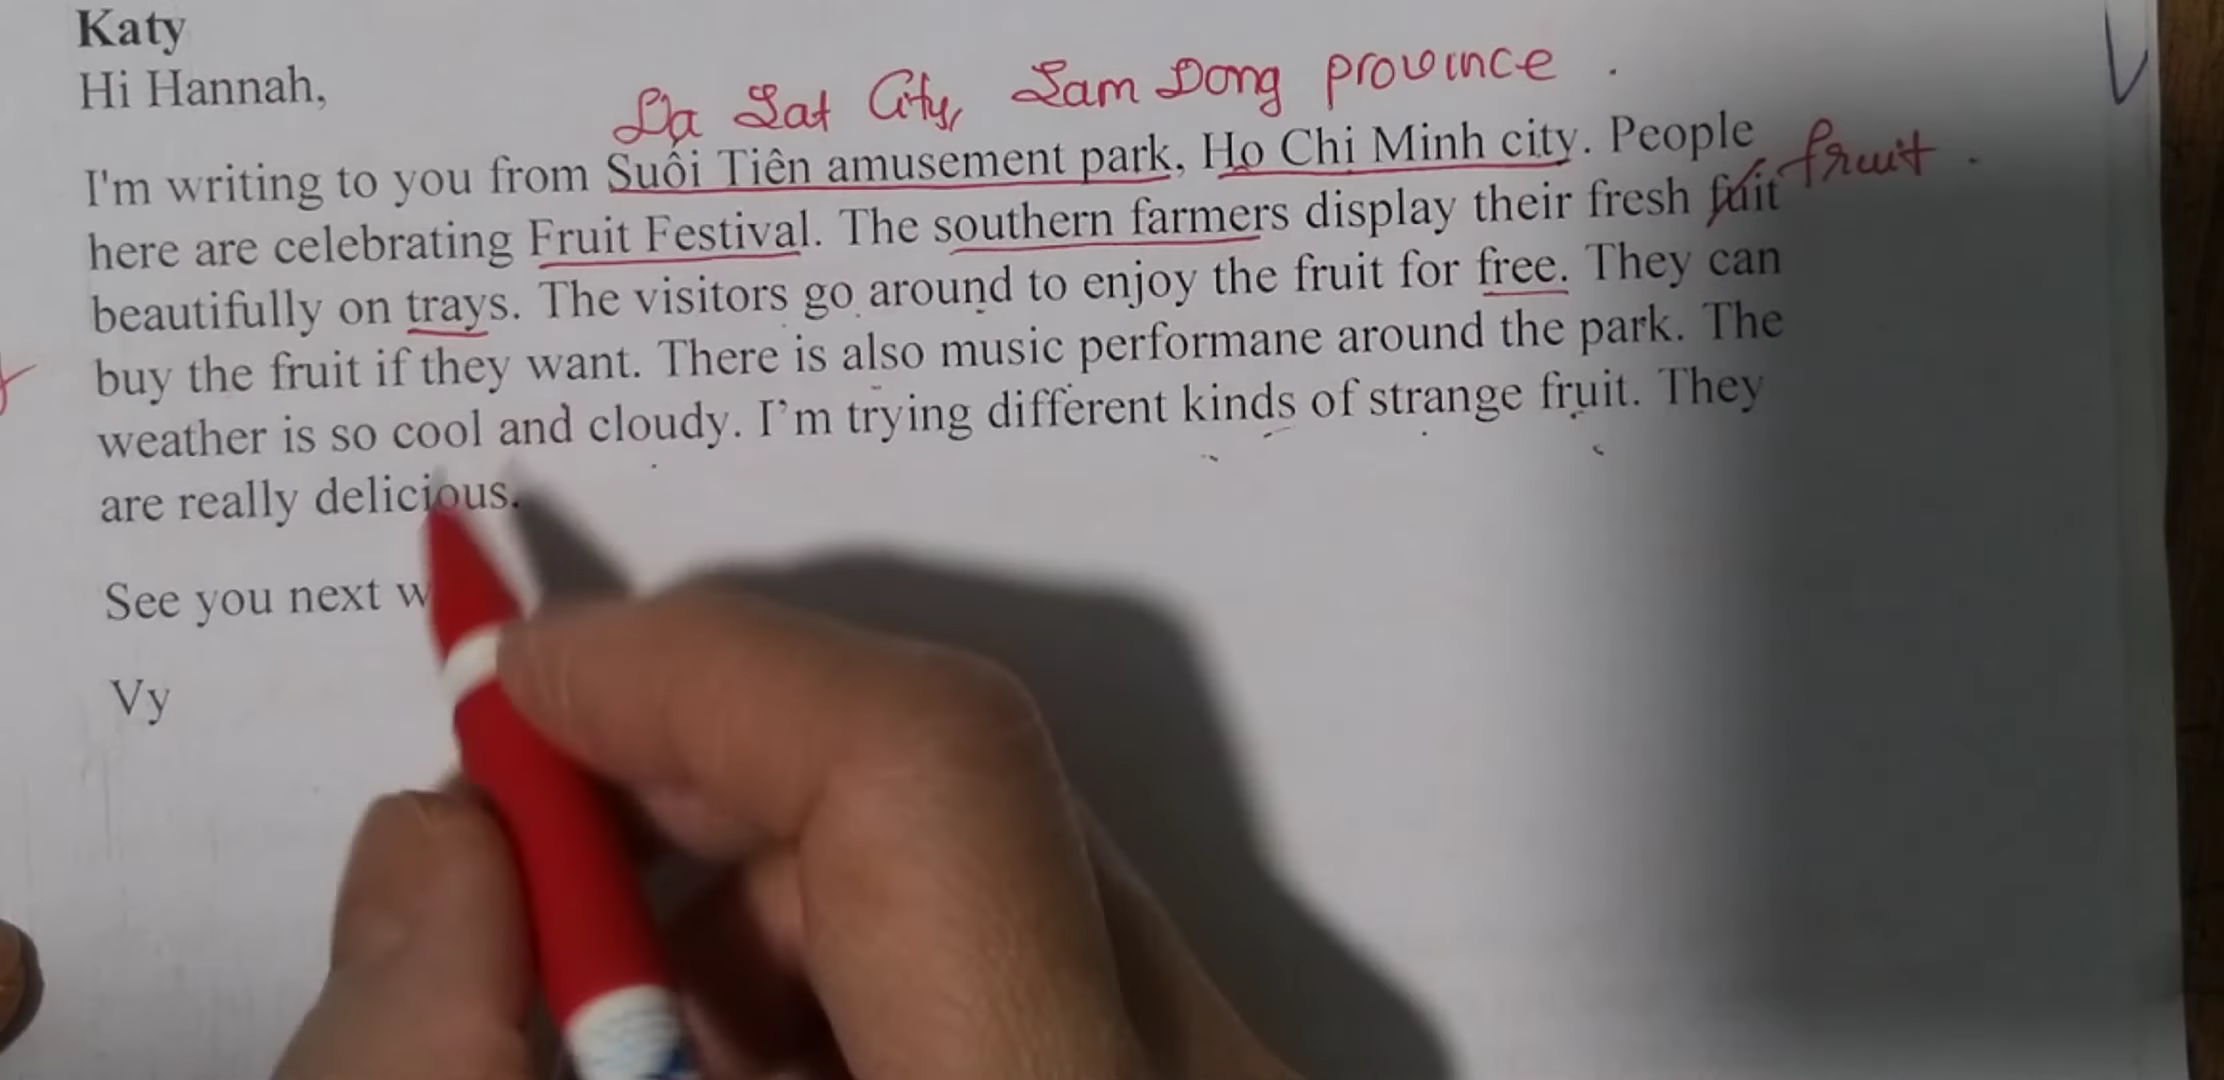 Katy
Hi Hannah,
Da Lat City, Lam Dong province.
I'm writing to you from Suối Tiên amusement park, Ho Chi Minh city. People
fruit.
here are celebrating Fruit Festival. The southern farmers display their fresh fuit
beautifully on trays. The visitors go around to enjoy the fruit for free. They can
buy the fruit if they want. There is also music performane around the park. The
weather is so cool and cloudy. I'm trying different kinds of strange fruit. They
are really delicious.
See you next
Vy